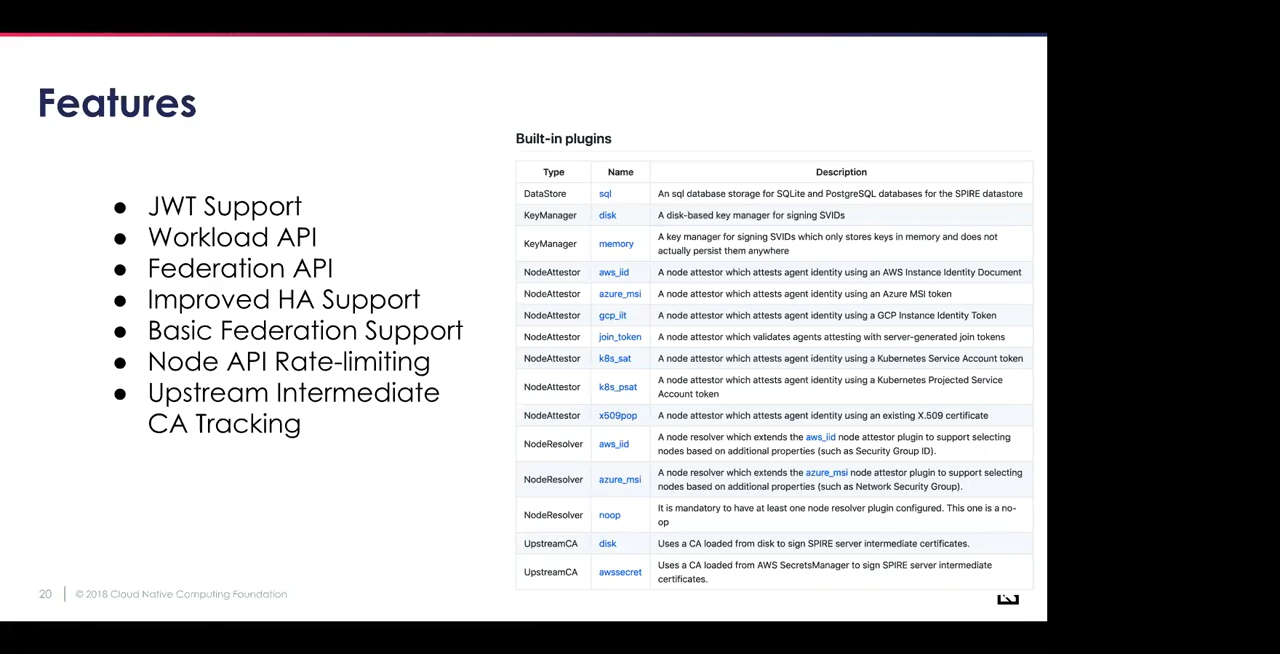 Features
● JWT Support
● Workload API
● Federation API
● Improved HA Support
● Basic Federation Support
● Node API Rate-limiting
● Upstream Intermediate
CA Tracking
Built-in plugins
Type Name Description
DataStore sql An sql database storage for SQLite and PostgreSQL databases for the SPIRE datastore
KeyManager disk A disk-based key manager for signing SVIDs
KeyManager memory A key manager for signing SVIDs which only stores keys in memory and does not
actually persist them anywhere
NodeAttestor aws_iid A node attestor which attests agent identity using an AWS Instance Identity Document
NodeAttestor azure_msi A node attestor which attests agent identity using an Azure MSI token
NodeAttestor gcp_iit A node attestor which attests agent identity using a GCP Instance Identity Token
NodeAttestor join_token A node attestor which validates agents attesting with server-generated join tokens
NodeAttestor k8s_sat A node attestor which attests agent identity using a Kubernetes Service Account token
NodeAttestor k8s_psat A node attestor which attests agent identity using a Kubernetes Projected Service
Account token
NodeAttestor x509pop A node attestor which attests agent identity using an existing X.509 certificate
NodeResolver aws_iid A node resolver which extends the aws_iid node attestor plugin to support selecting
nodes based on additional properties (such as Security Group ID).
NodeResolver azure_msi A node resolver which extends the azure_msi node attestor plugin to support selecting
nodes based on additional properties (such as Network Security Group).
NodeResolver noop It is mandatory to have at least one node resolver plugin configured. This one is a no-
op
UpstreamCA disk Uses a CA loaded from disk to sign SPIRE server intermediate certificates.
UpstreamCA awssecret Uses a CA loaded from AWS SecretsManager to sign SPIRE server intermediate
certificates.
20 © 2018 Cloud Native Computing Foundation